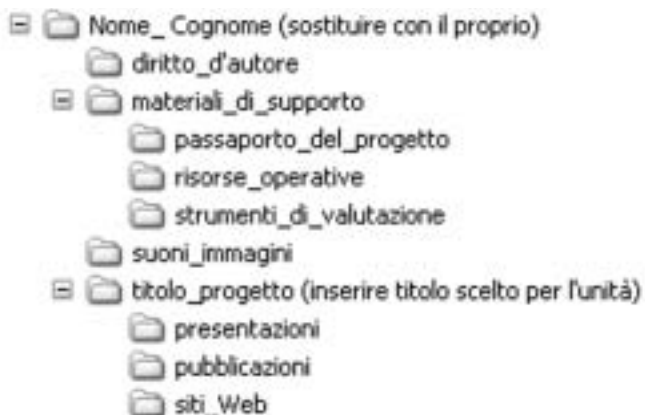 Nome_ Cognome (sostituire con il proprio)
diritto_d'autore
materiali_di_supporto
passaporto_del_progetto
risorse_operative
strumenti_di_valutazione
suoni_immagini
titolo_progetto (inserire titolo scelto per l'unità)
presentazioni
pubblicazioni
siti_Web